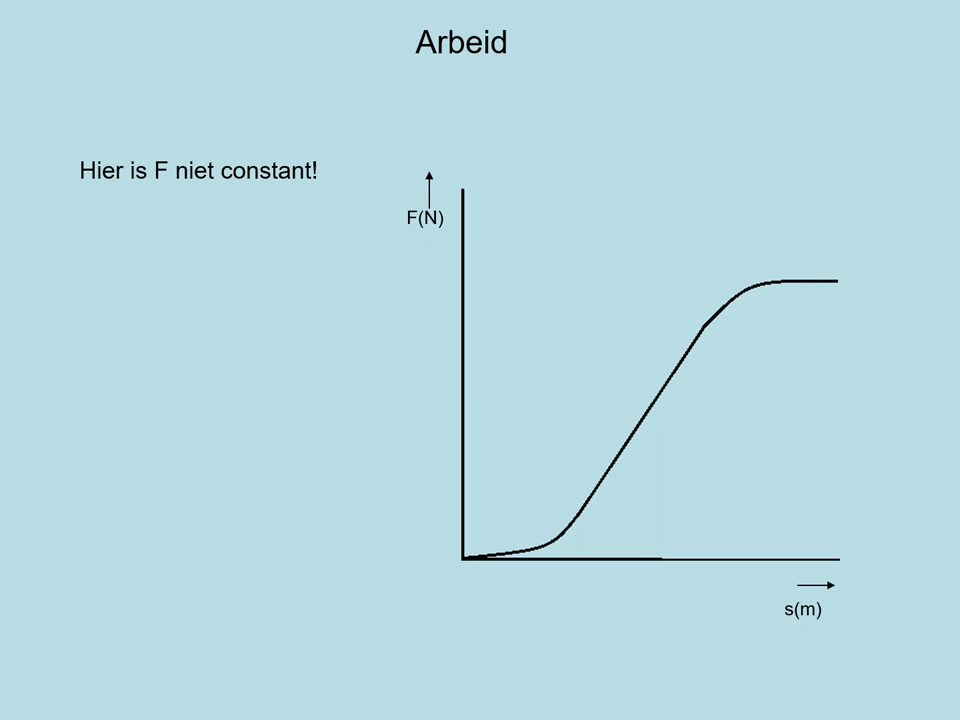 Arbeid
Hier is F niet constant!
F(N)
s(m)